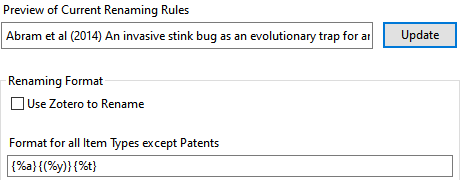 Preview of Current Renaming Rules
Abram et al (2014) An invasive stink bug as an evolutionary trap for
Update
Renaming Format
Use Zotero to Rename
Format for all Item Types except Patents
{%a}{(%y)}{%t}